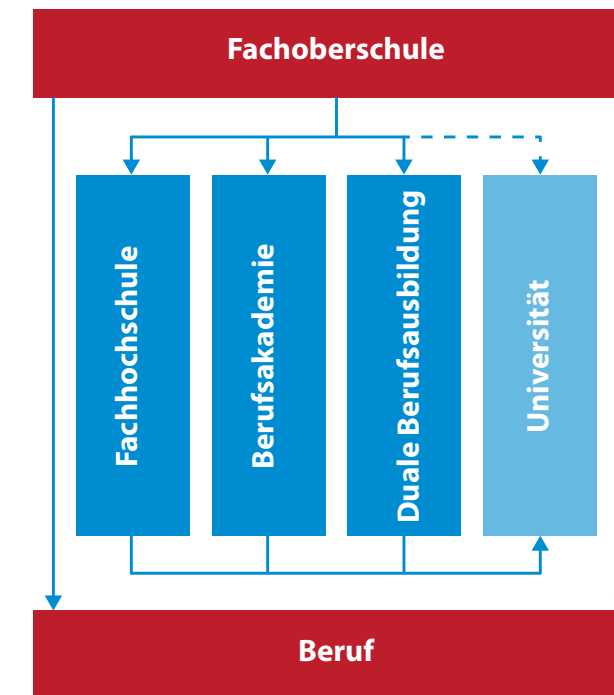 Fachoberschule
Fachhochschule
Berufsakademie
Duale Berufsausbildung
Universität
Beruf